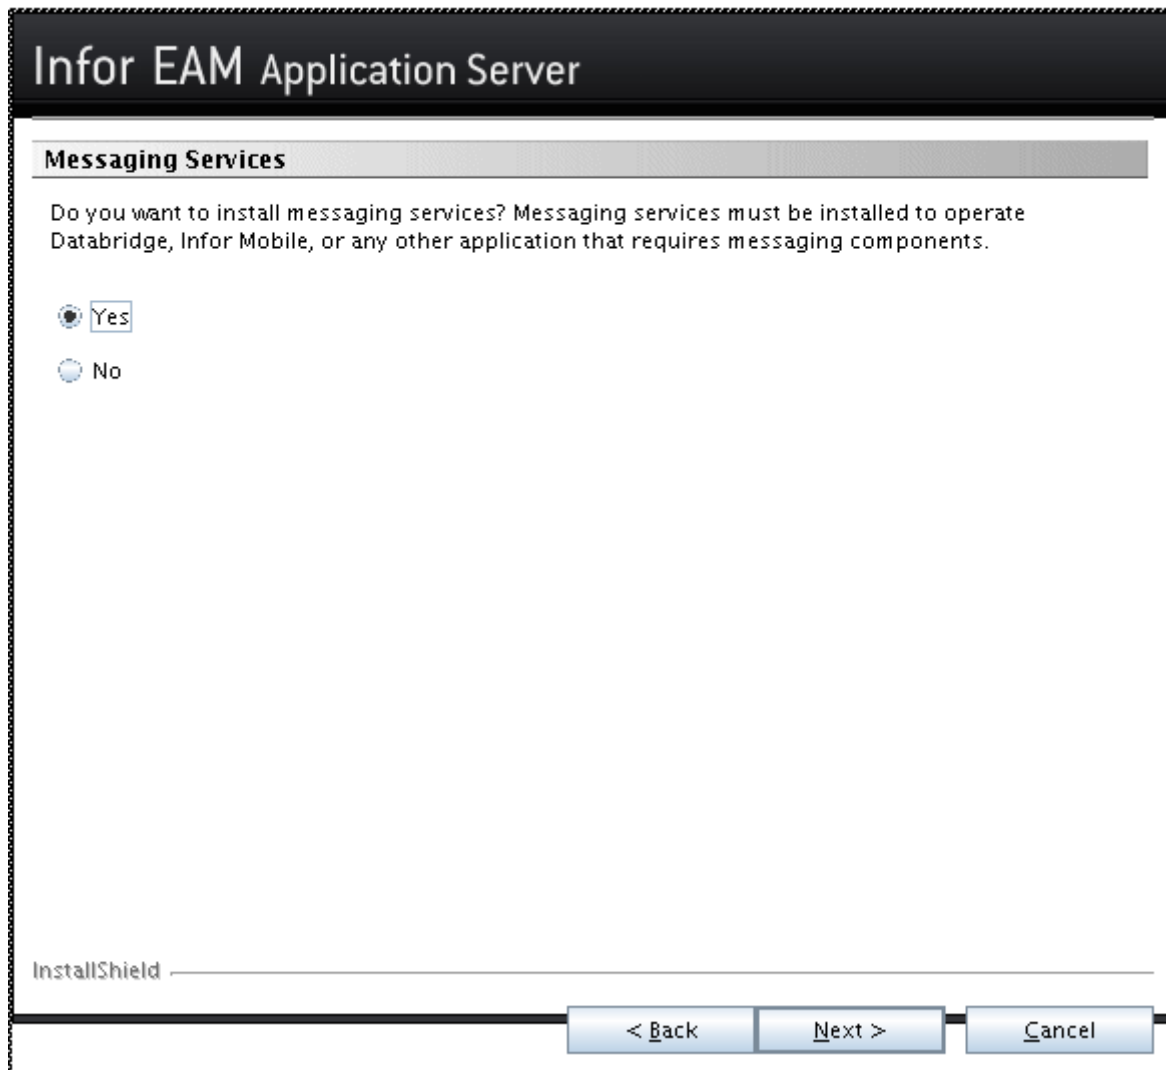 Infor EAM Application Server
Messaging Services
Do you want to install messaging services? Messaging services must be installed to operate
Databridge, Infor Mobile, or any other application that requires messaging components.
Yes
No
InstallShield
< Back
Next >
Cancel